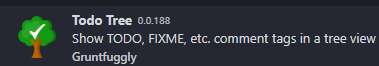 Todo Tree 0.0.188
Show TODO, FIXME, etc. comment tags in a tree view
Gruntfuggly